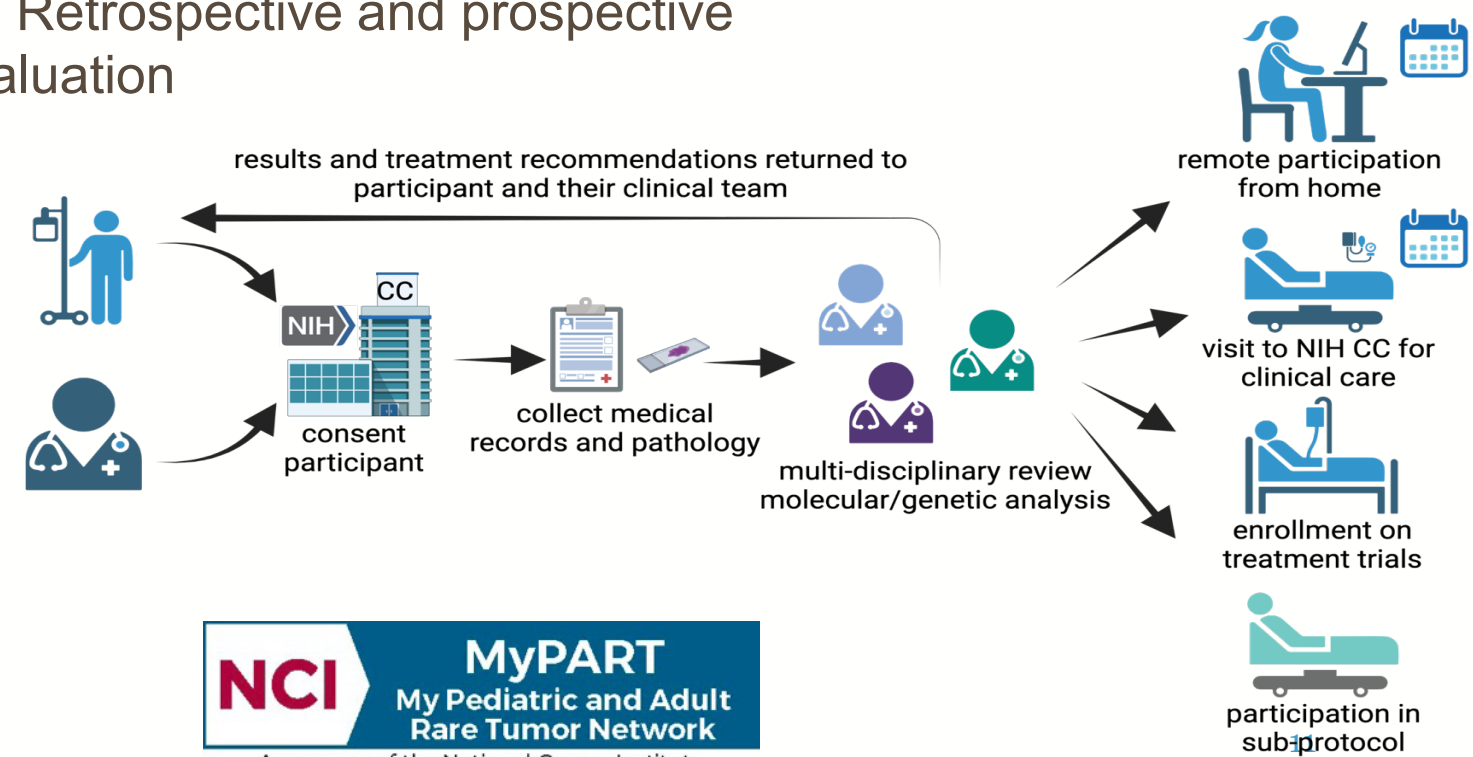 Retrospective and prospective
aluation
results and treatment recommendations returned to
participant and their clinical team
CC
NIH
consent
participant
collect medical
records and pathology
multi-disciplinary review
molecular/genetic analysis
remote participation
from home
visit to NIH CC for
clinical care
enrollment on
treatment trials
participation in
sub-protocol
11
NCI
MyPART
My Pediatric and Adult
Rare Tumor Network